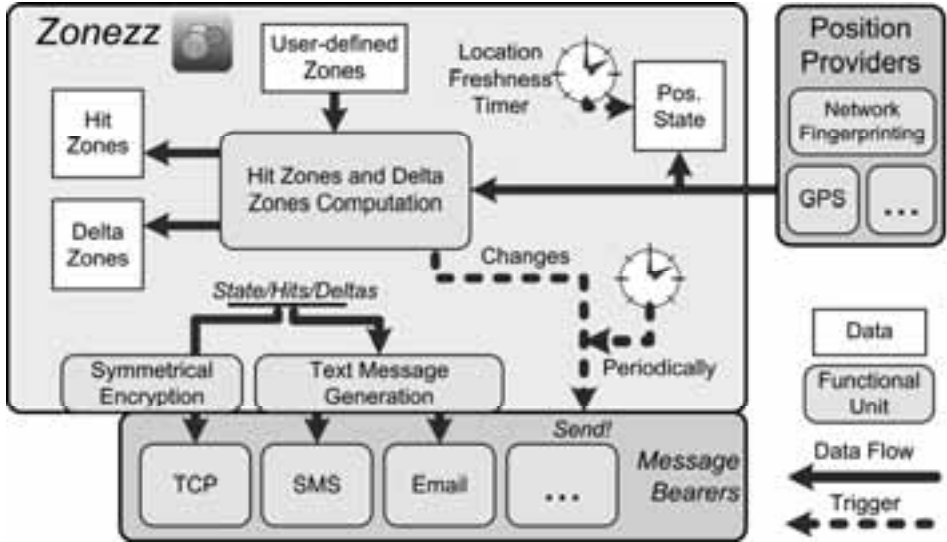 Zonezz
User-defined
Zones
Location
Freshness
Timer
Pos.
State
Position
Providers
Network
Fingerprinting
GPS
...
Hit
Zones
Hit Zones and Delta
Zones Computation
Delta
Zones
Changes
State/Hits/Deltas
Periodically
Symmetrical
Encryption
Text Message
Generation
Send!
TCP
SMS
Email
...
Message
Bearers
Data
Functional
Unit
Data Flow
Trigger